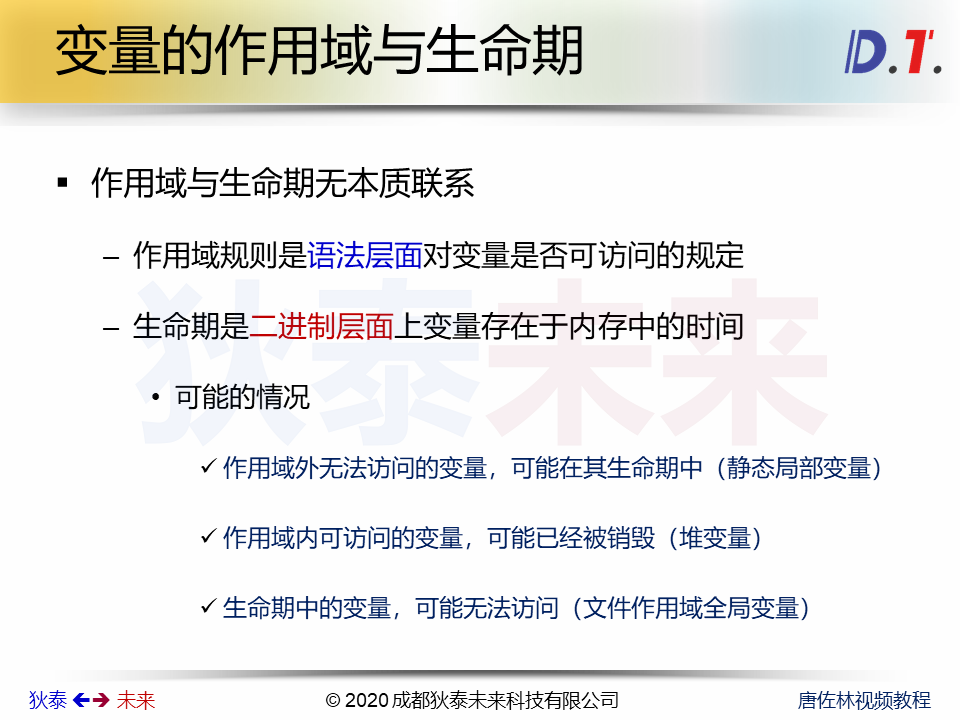 变量的作用域与生命期
D.T.
▪ 作用域与生命期无本质联系
– 作用域规则是语法层面对变量是否可访问的规定
– 生命期是二进制层面上变量存在于内存中的时间
狄泰未来
• 可能的情况
✓ 作用域外无法访问的变量，可能在其生命期中（静态局部变量）
✓ 作用域内可访问的变量，可能已经被销毁（堆变量）
✓ 生命期中的变量，可能无法访问（文件作用域全局变量）
狄泰 🡸🡺 未来 © 2020 成都狄泰未来科技有限公司 唐佐林视频教程